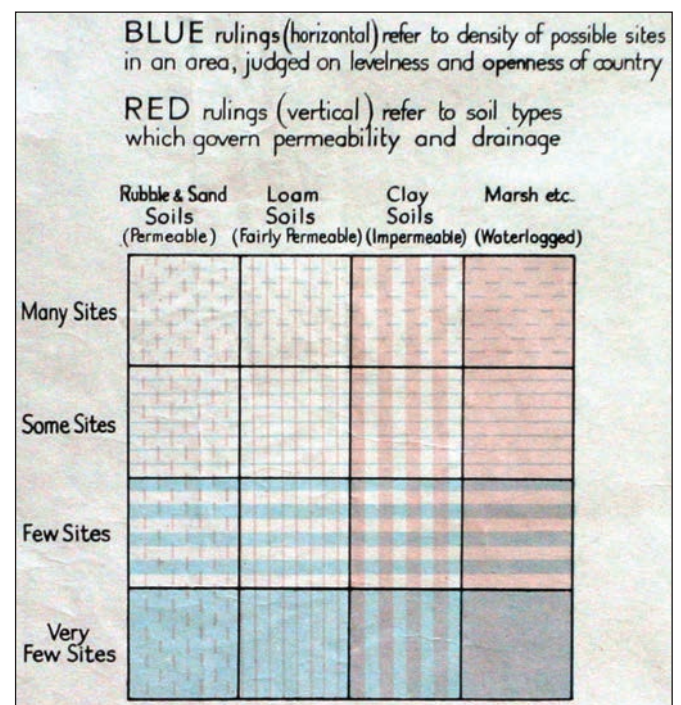 BLUE rulings (horizontal) refer to density of possible sites
in an area, judged on levelness and openness of country
RED rulings (vertical) refer to soil types
which govern permeability and drainage
Rubble & Sand Soils (Permeable)
Loam Soils (Fairly Permeable)
Clay Soils (Impermeable)
Marsh etc. (Waterlogged)
Many Sites
Some Sites
Few Sites
Very
Few Sites